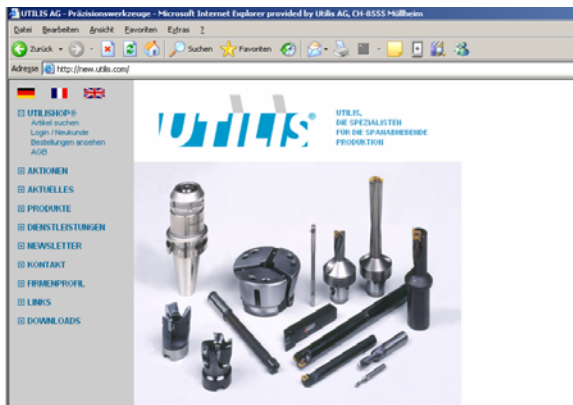 UTILIS AG - Präzisionswerkzeuge - Microsoft Internet Explorer provided by Utilis AG, CH-8555 Müllheim
Datei Bearbeiten Ansicht Favoriten Extras ?
Zurück Suchen Favoriten
Adresse http://new.utilis.com/
UTILISHOP®
Artikel suchen
Login / Neukunde
Bestellungen ansehen
AGB
AKTIONEN
AKTUELLES
PRODUKTE
DIENSTLEISTUNGEN
NEWSLETTER
KONTAKT
FIRMENPROFIL
LINKS
DOWNLOADS
UTILIS®
UTILIS,
DIE SPEZIALISTEN
FÜR DIE SPANABHEBENDE
PRODUKTION